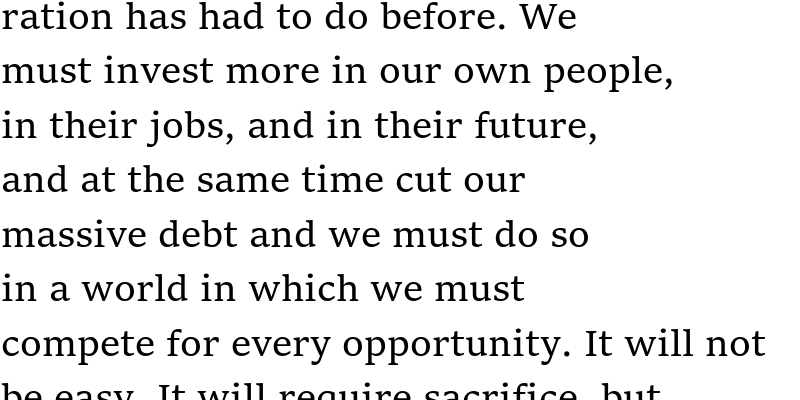 ration has had to do before. We
must invest more in our own people,
in their jobs, and in their future,
and at the same time cut our
massive debt and we must do so
in a world in which we must
compete for every opportunity. It will not
be easy. It will require sacrifice, but